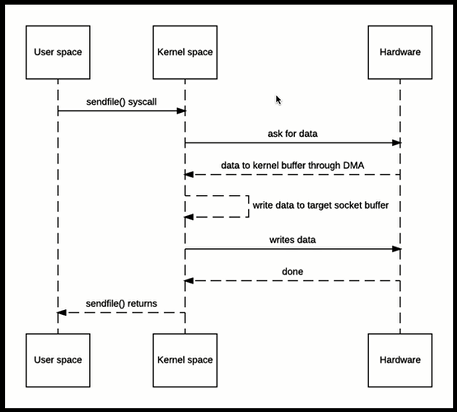 User space
Kernel space
Hardware
sendfile() syscall
ask for data
data to kernel buffer through DMA
write data to target socket buffer
writes data
done
sendfile() returns
User space
Kernel space
Hardware